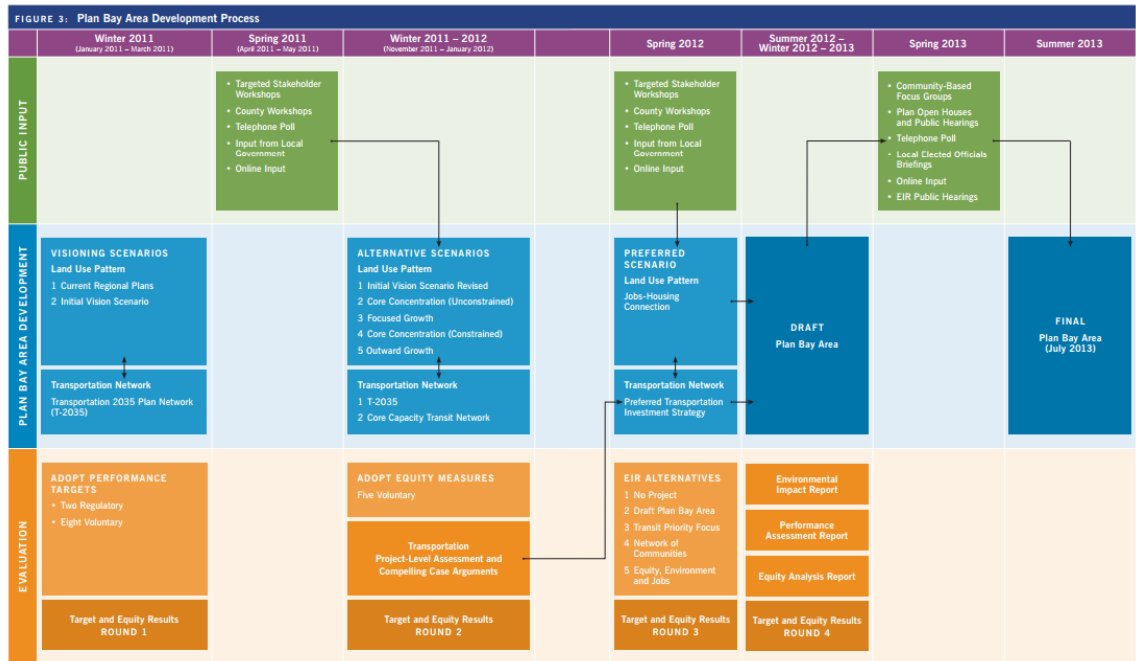 FIGURE 3: Plan Bay Area Development Process
Winter 2011
(January 2011 – March 2011)
Spring 2011
(April 2011 – May 2011)
Winter 2011 – 2012
(November 2011 – January 2012)
Spring 2012
Summer 2012 –
Winter 2012 – 2013
Spring 2013
Summer 2013
PUBLIC INPUT
• Targeted Stakeholder
Workshops
• County Workshops
• Telephone Poll
• Input from Local
Government
• Online Input
• Targeted Stakeholder
Workshops
• County Workshops
• Telephone Poll
• Input from Local
Government
• Online Input
• Community-Based
Focus Groups
• Plan Open Houses
and Public Hearings
• Telephone Poll
• Local Elected Officials
Briefings
• Online Input
• EIR Public Hearings
PLAN BAY AREA DEVELOPMENT
VISIONING SCENARIOS
Land Use Pattern
1 Current Regional Plans
2 Initial Vision Scenario
Transportation Network
Transportation 2035 Plan Network
(T-2035)
ALTERNATIVE SCENARIOS
Land Use Pattern
1 Initial Vision Scenario Revised
2 Core Concentration (Unconstrained)
3 Focused Growth
4 Core Concentration (Constrained)
5 Outward Growth
Transportation Network
1 T-2035
2 Core Capacity Transit Network
PREFERRED
SCENARIO
Land Use Pattern
Jobs-Housing
Connection
Transportation Network
Preferred Transportation
Investment Strategy
DRAFT
Plan Bay Area
FINAL
Plan Bay Area
(July 2013)
EVALUATION
ADOPT PERFORMANCE
TARGETS
• Two Regulatory
• Eight Voluntary
Target and Equity Results
ROUND 1
ADOPT EQUITY MEASURES
Five Voluntary
Transportation
Project-Level Assessment and
Compelling Case Arguments
Target and Equity Results
ROUND 2
EIR ALTERNATIVES
1 No Project
2 Draft Plan Bay Area
3 Transit Priority Focus
4 Network of
Communities
5 Equity, Environment
and Jobs
Target and Equity Results
ROUND 3
Environmental
Impact Report
Performance
Assessment Report
Equity Analysis Report
Target and Equity Results
ROUND 4